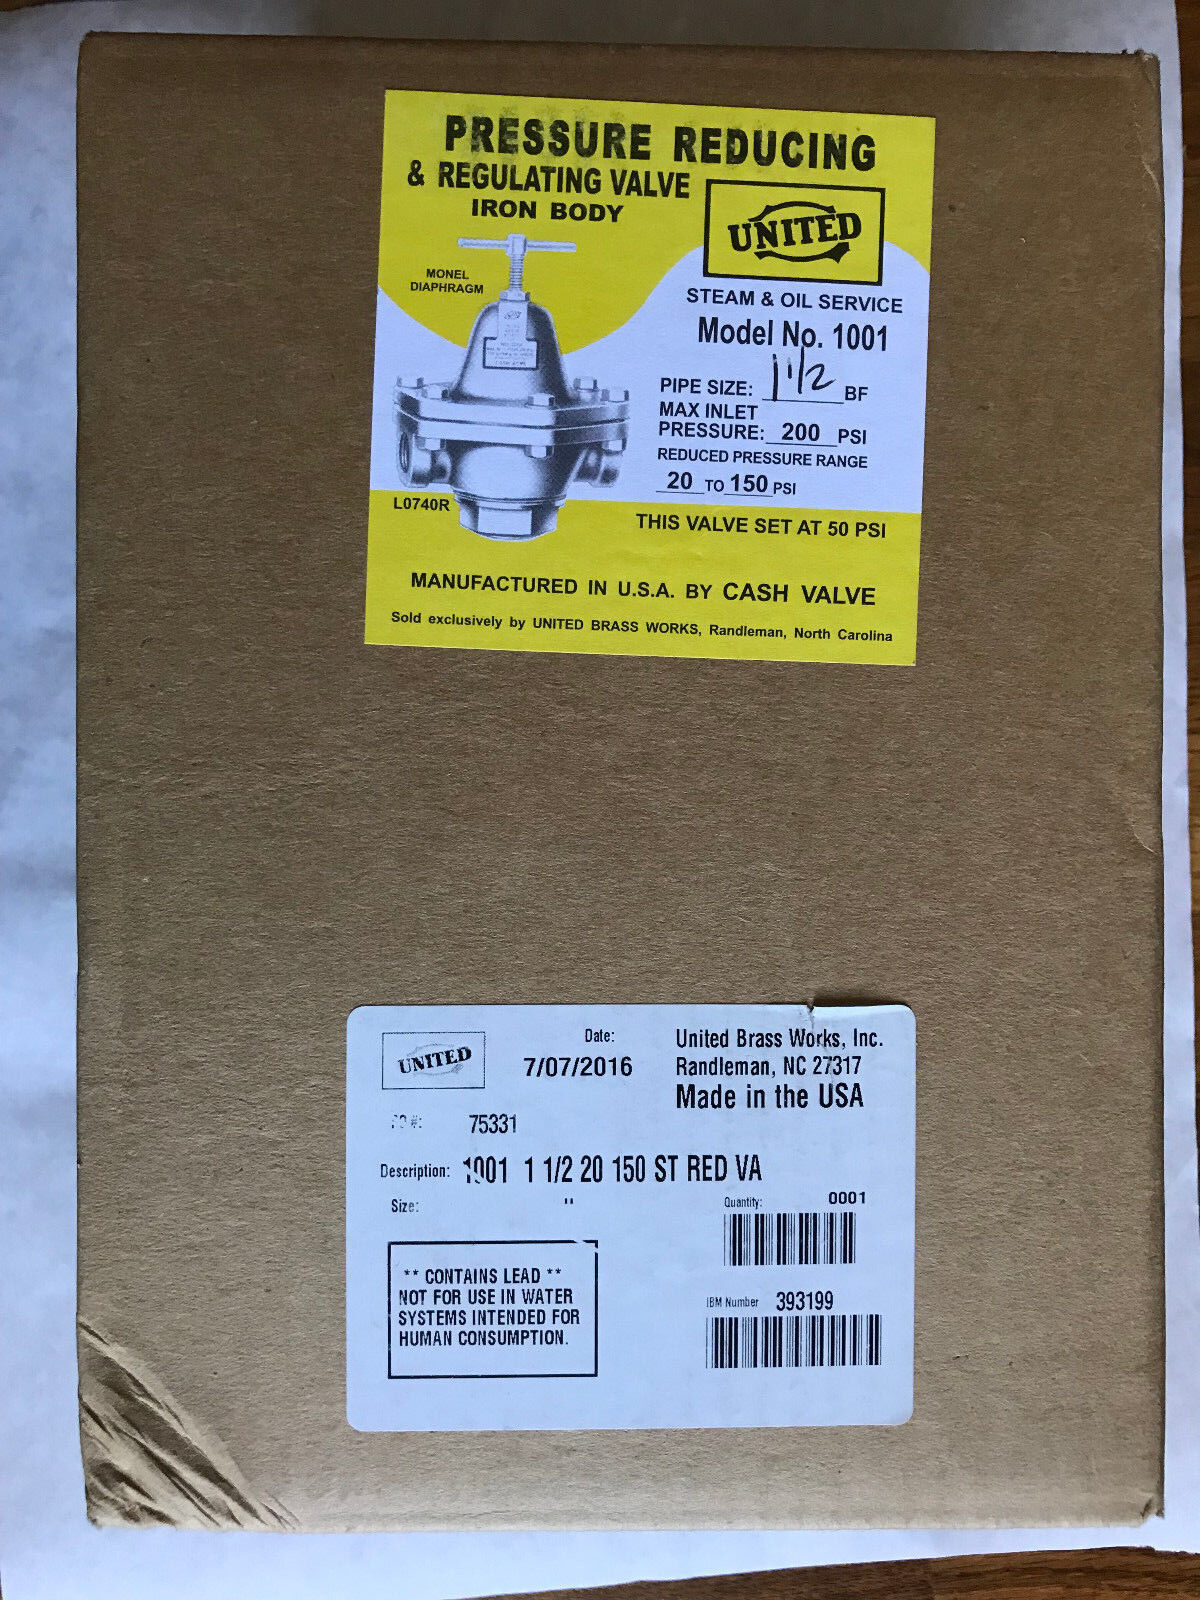 PRESSURE REDUCING
& REGULATING VALVE
IRON BODY
UNITED
MONEL
DIAPHRAGM
STEAM & OIL SERVICE
Model No. 1001
PIPE SIZE: 1 1/2 BF
MAX INLET
PRESSURE: 200 PSI
REDUCED PRESSURE RANGE
20 TO 150 PSI
L0740R
THIS VALVE SET AT 50 PSI
MANUFACTURED IN U.S.A. BY CASH VALVE
Sold exclusively by UNITED BRASS WORKS, Randleman, North Carolina
UNITED
Date:
7/07/2016
United Brass Works, Inc.
Randleman, NC 27317
Made in the USA
75331
Description: 1001 1 1/2 20 150 ST RED VA
Size: "
Quantity: 0001
** CONTAINS LEAD **
NOT FOR USE IN WATER
SYSTEMS INTENDED FOR
HUMAN CONSUMPTION.
IBM Number 393199